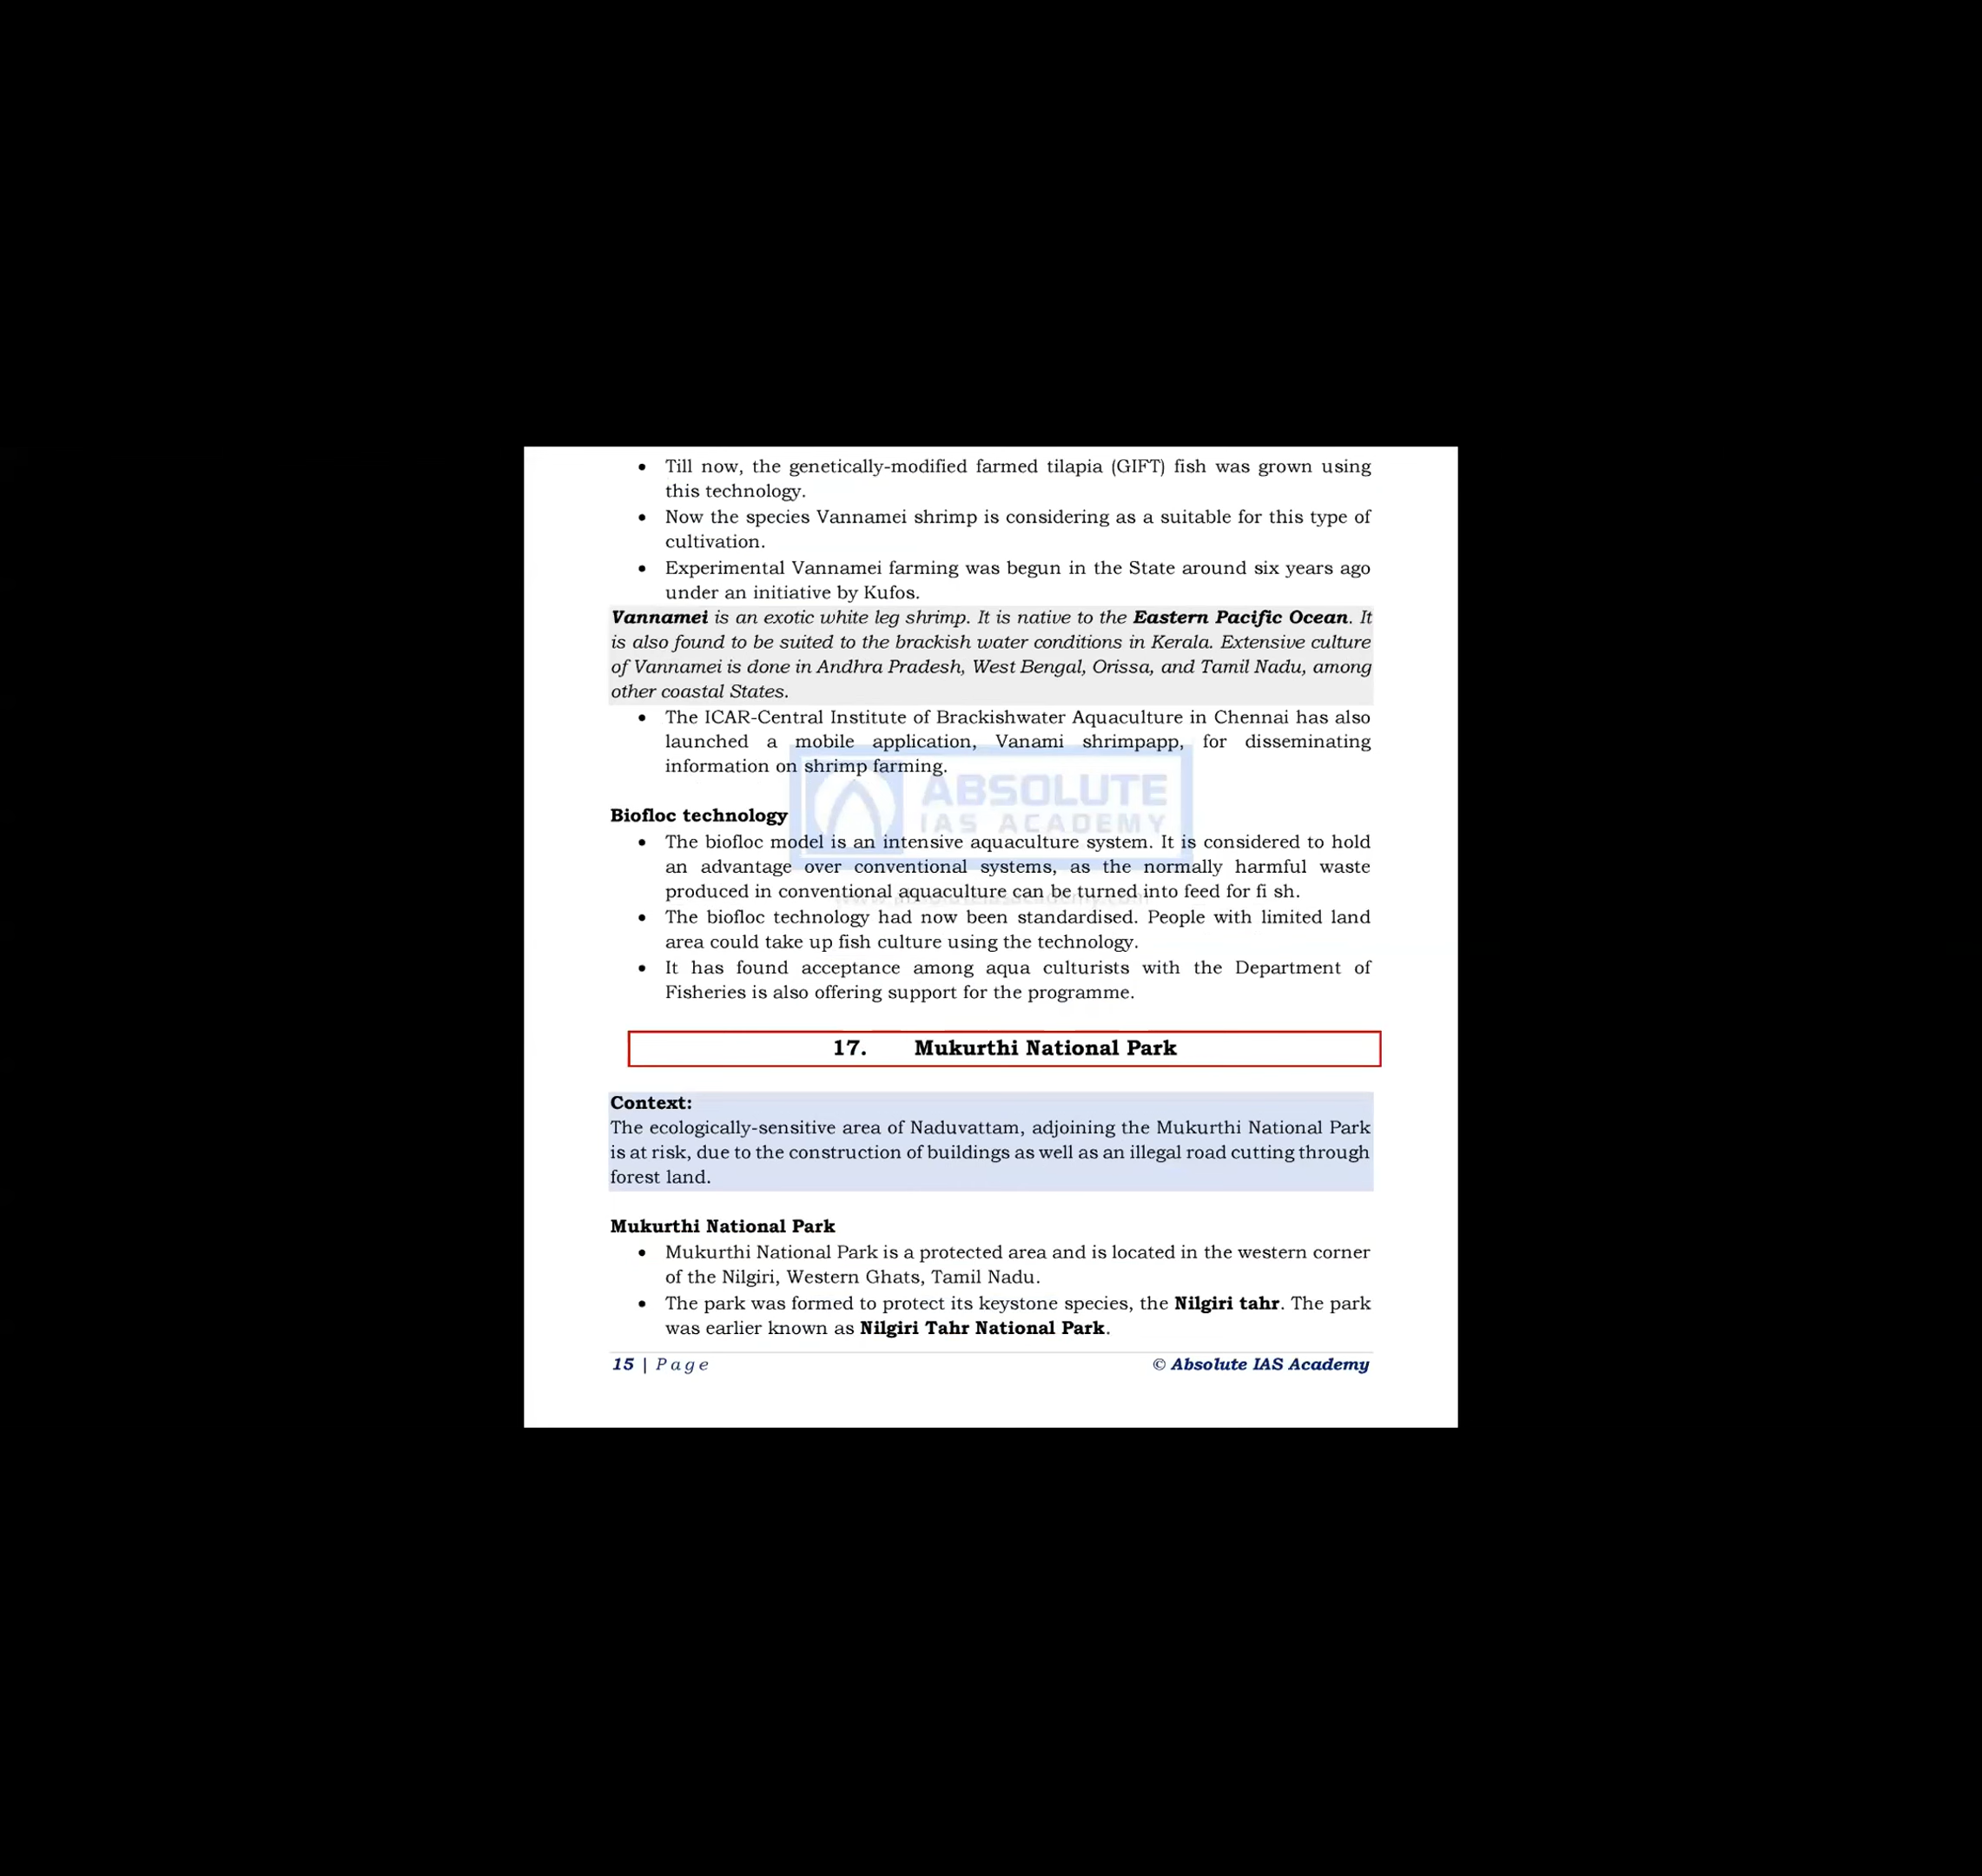 • Till now, the genetically-modified farmed tilapia (GIFT) fish was grown using
this technology.
• Now the species Vannamei shrimp is considering as a suitable for this type of
cultivation.
• Experimental Vannamei farming was begun in the State around six years ago
under an initiative by Kufos.
Vannamei is an exotic white leg shrimp. It is native to the Eastern Pacific Ocean. It
is also found to be suited to the brackish water conditions in Kerala. Extensive culture
of Vannamei is done in Andhra Pradesh, West Bengal, Orissa, and Tamil Nadu, among
other coastal States.
• The ICAR-Central Institute of Brackishwater Aquaculture in Chennai has also
launched a mobile application, Vanami shrimpapp, for disseminating
information on shrimp farming.
ABSOLUTE
IAS ACADEMY
Biofloc technology
• The biofloc model is an intensive aquaculture system. It is considered to hold
an advantage over conventional systems, as the normally harmful waste
produced in conventional aquaculture can be turned into feed for fi sh.
• The biofloc technology had now been standardised. People with limited land
area could take up fish culture using the technology.
• It has found acceptance among aqua culturists with the Department of
Fisheries is also offering support for the programme.
17. Mukurthi National Park
Context:
The ecologically-sensitive area of Naduvattam, adjoining the Mukurthi National Park
is at risk, due to the construction of buildings as well as an illegal road cutting through
forest land.
Mukurthi National Park
• Mukurthi National Park is a protected area and is located in the western corner
of the Nilgiri, Western Ghats, Tamil Nadu.
• The park was formed to protect its keystone species, the Nilgiri tahr. The park
was earlier known as Nilgiri Tahr National Park.
15 | Page
© Absolute IAS Academy